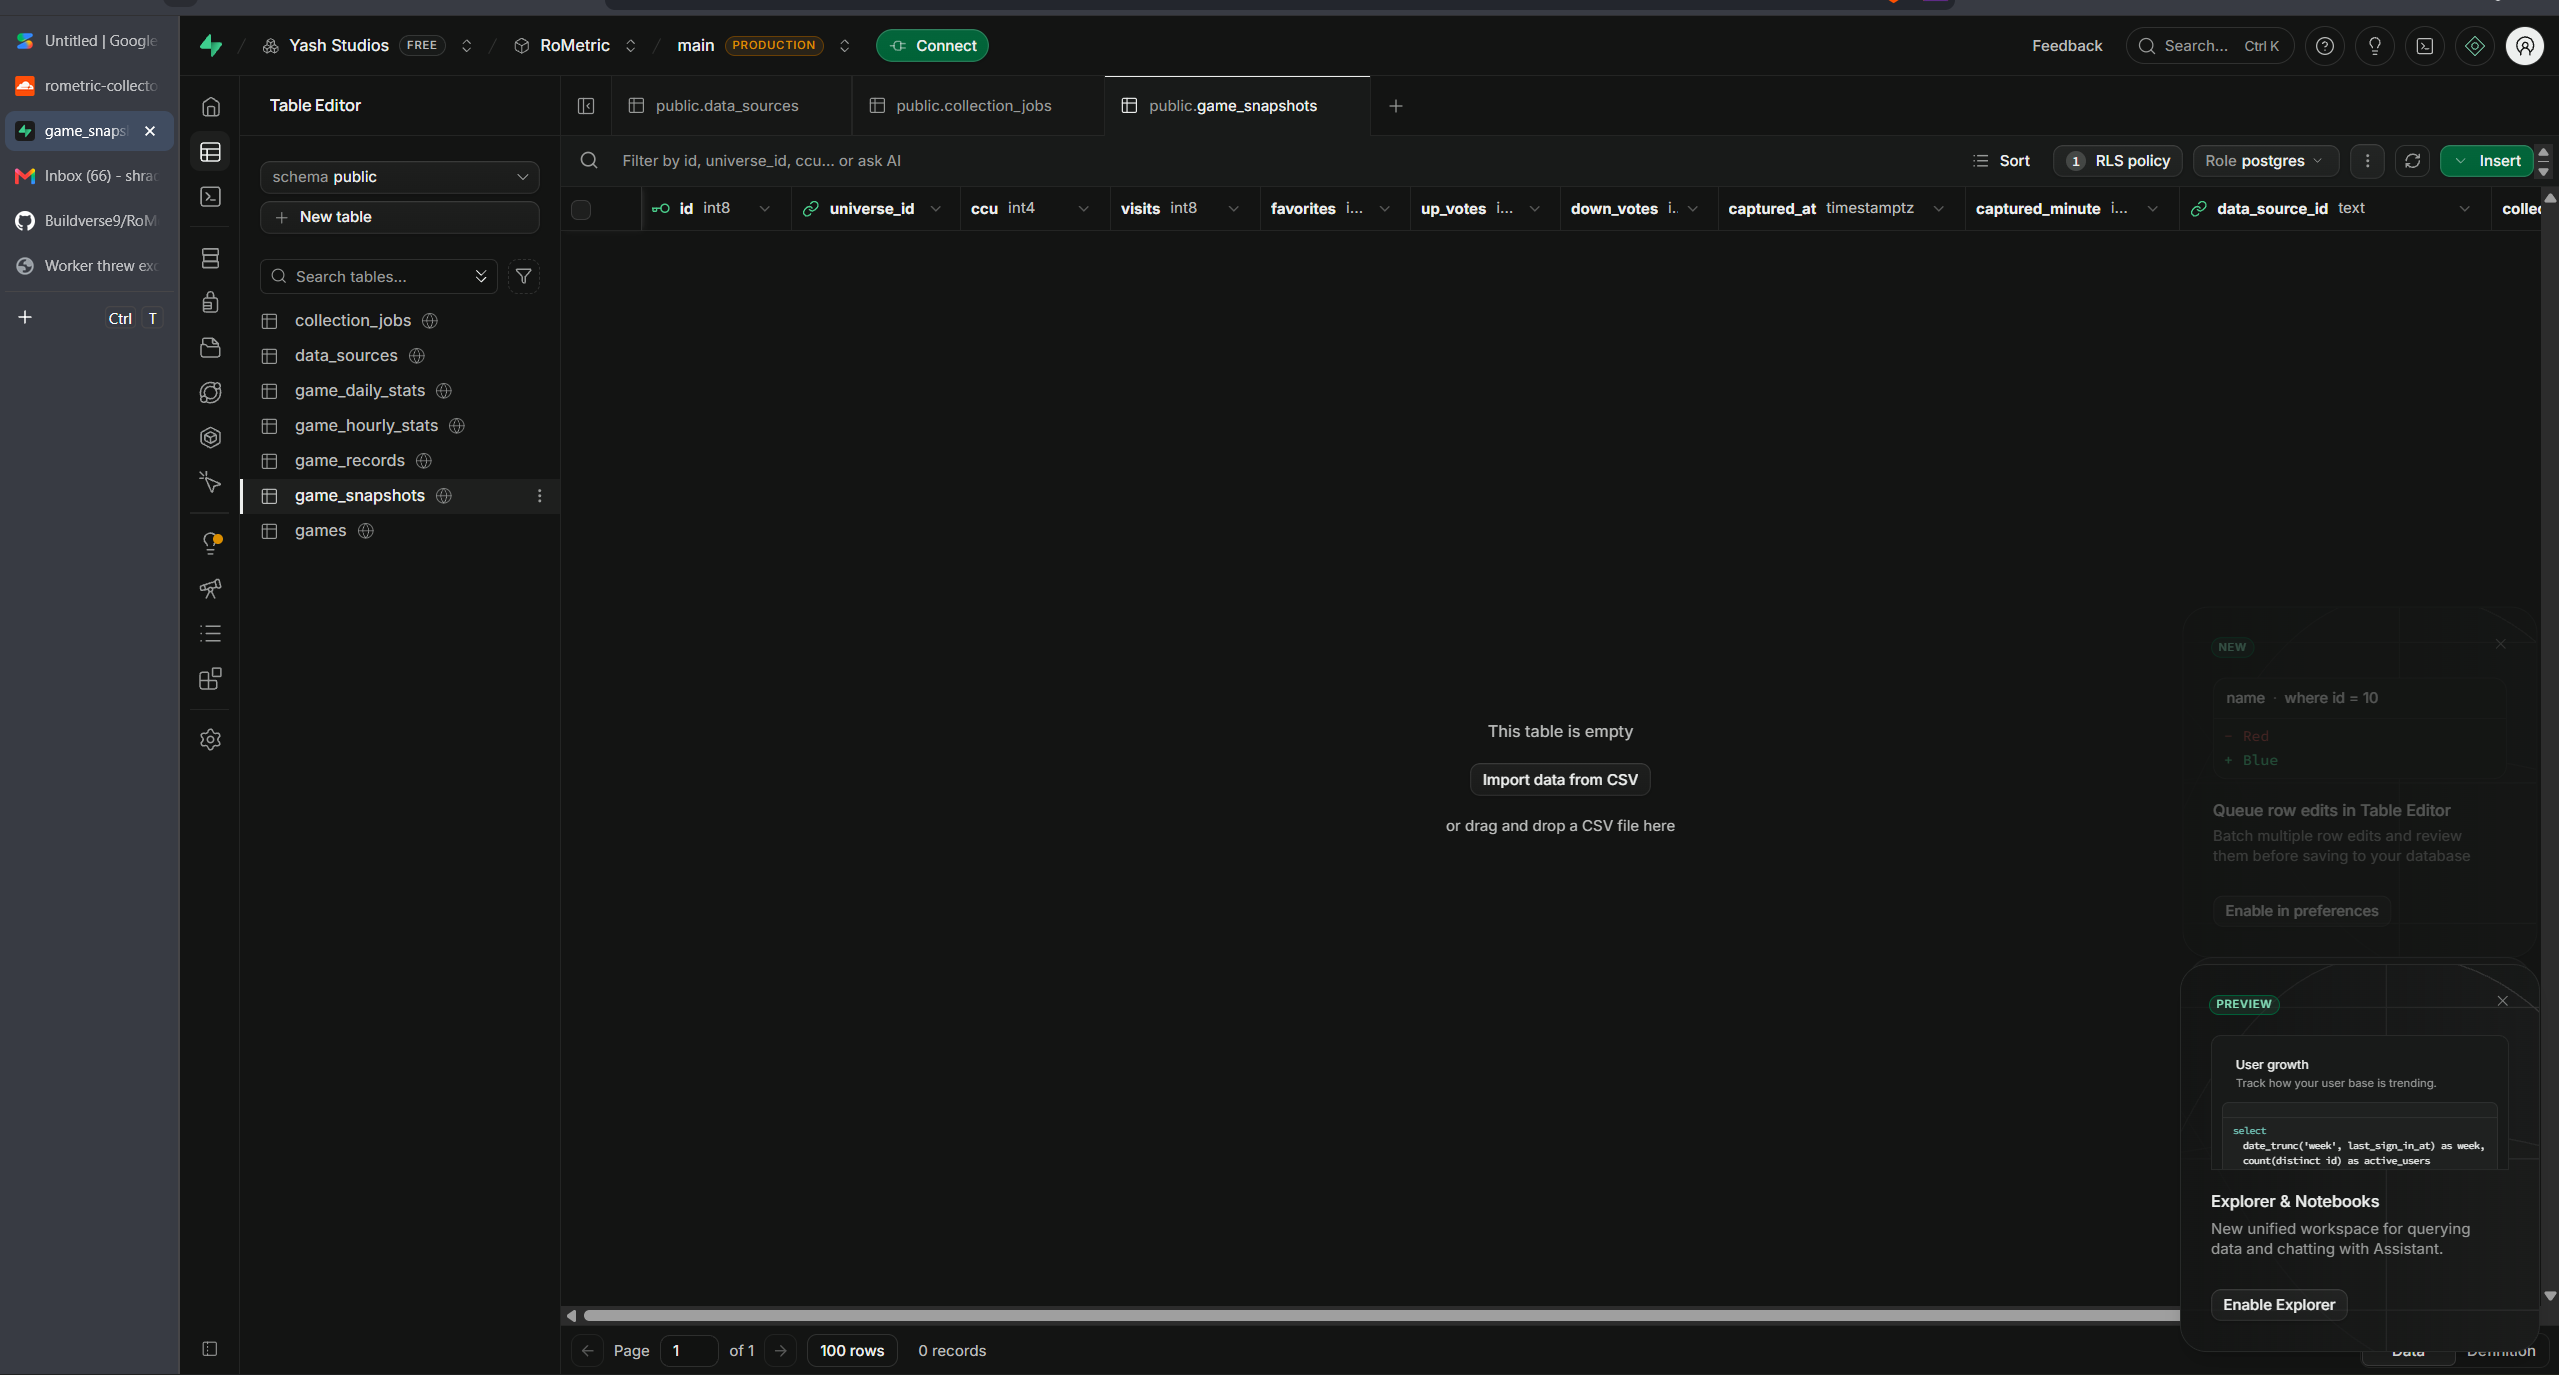 Untitled | Google
rometric-collecto
game_snaps
Inbox (66) - shrad
Buildverse9/RoM
Worker threw exc
Ctrl T
Yash Studios FREE
RoMetric
main PRODUCTION
Connect
Feedback
Search... Ctrl K
Table Editor
public.data_sources
public.collection_jobs
public.game_snapshots
schema public
New table
Search tables...
collection_jobs
data_sources
game_daily_stats
game_hourly_stats
game_records
game_snapshots
games
Filter by id, universe_id, ccu... or ask AI
Sort
1 RLS policy
Role postgres
Insert
id int8
universe_id
ccu int4
visits int8
favorites i...
up_votes i...
down_votes i..
captured_at timestamptz
captured_minute i...
data_source_id text
collec
This table is empty
Import data from CSV
or drag and drop a CSV file here
NEW
name · where id = 10
- Red
+ Blue
Queue row edits in Table Editor
Batch multiple row edits and review
them before saving to your database
Enable in preferences
PREVIEW
User growth
Track how your user base is trending.
select
date_trunc('week', last_sign_in_at) as week,
count(distinct id) as active_users
Explorer & Notebooks
New unified workspace for querying
data and chatting with Assistant.
Enable Explorer
Page 1 of 1
100 rows
0 records
Data
Definition